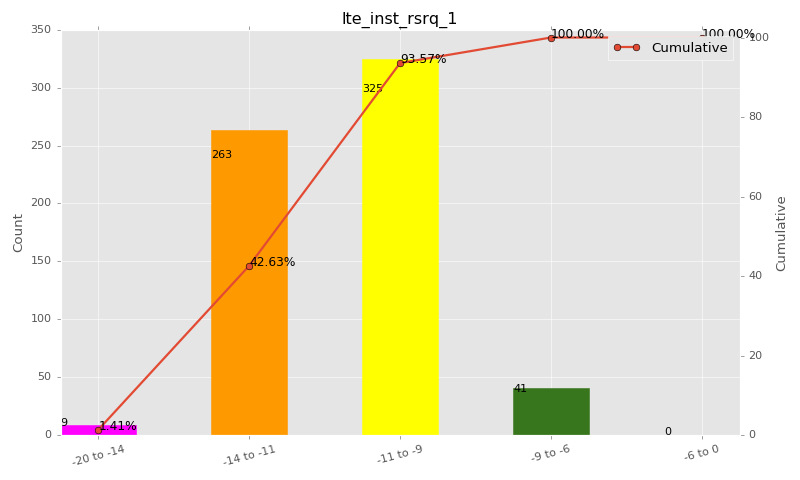 lte_inst_rsrq_1
350
300
250
200
150
100
50
0
Count
100
80
60
40
20
0
Cumulative
Cumulative
9
263
325
41
0
1.41%
42.63%
93.57%
100.00%
100.00%
-20 to -14
-14 to -11
-11 to -9
-9 to -6
-6 to 0